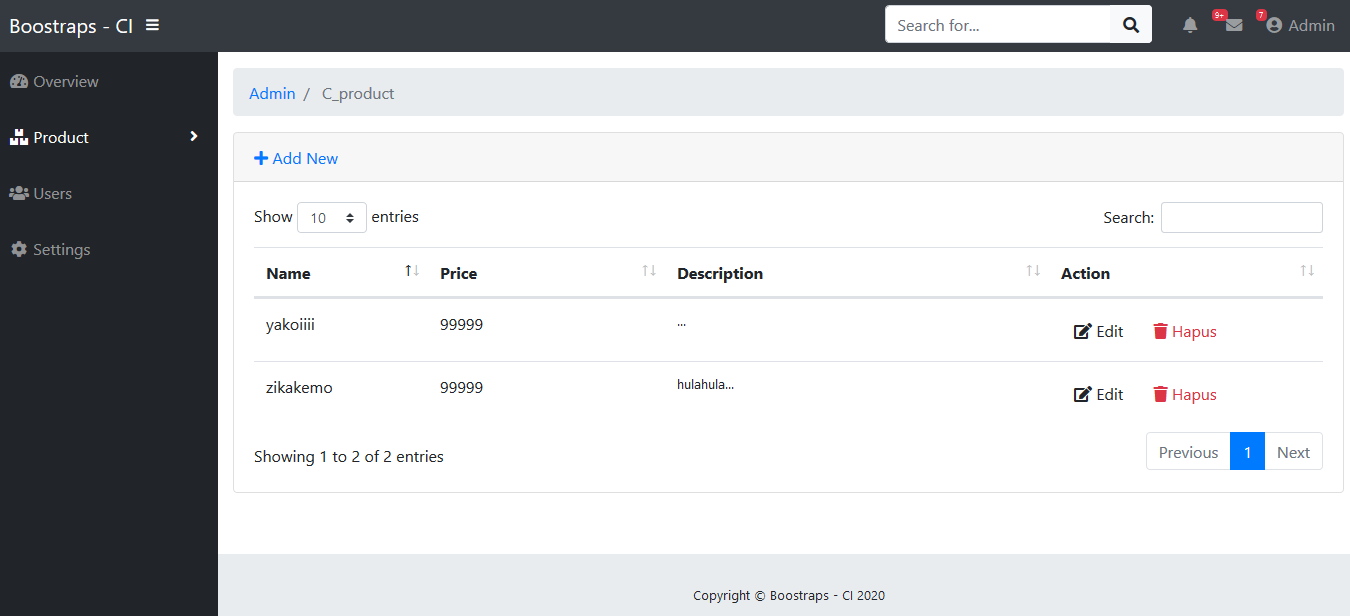 Boostraps - CI
Search for...
9+
7
Admin
Overview
Product
Users
Settings
Admin / C_product
Add New
Show 10 entries
Search:
Name Price Description Action
yakoiiii 99999 ... Edit Hapus
zikakemo 99999 hulahula... Edit Hapus
Showing 1 to 2 of 2 entries
Previous 1 Next
Copyright © Boostraps - CI 2020